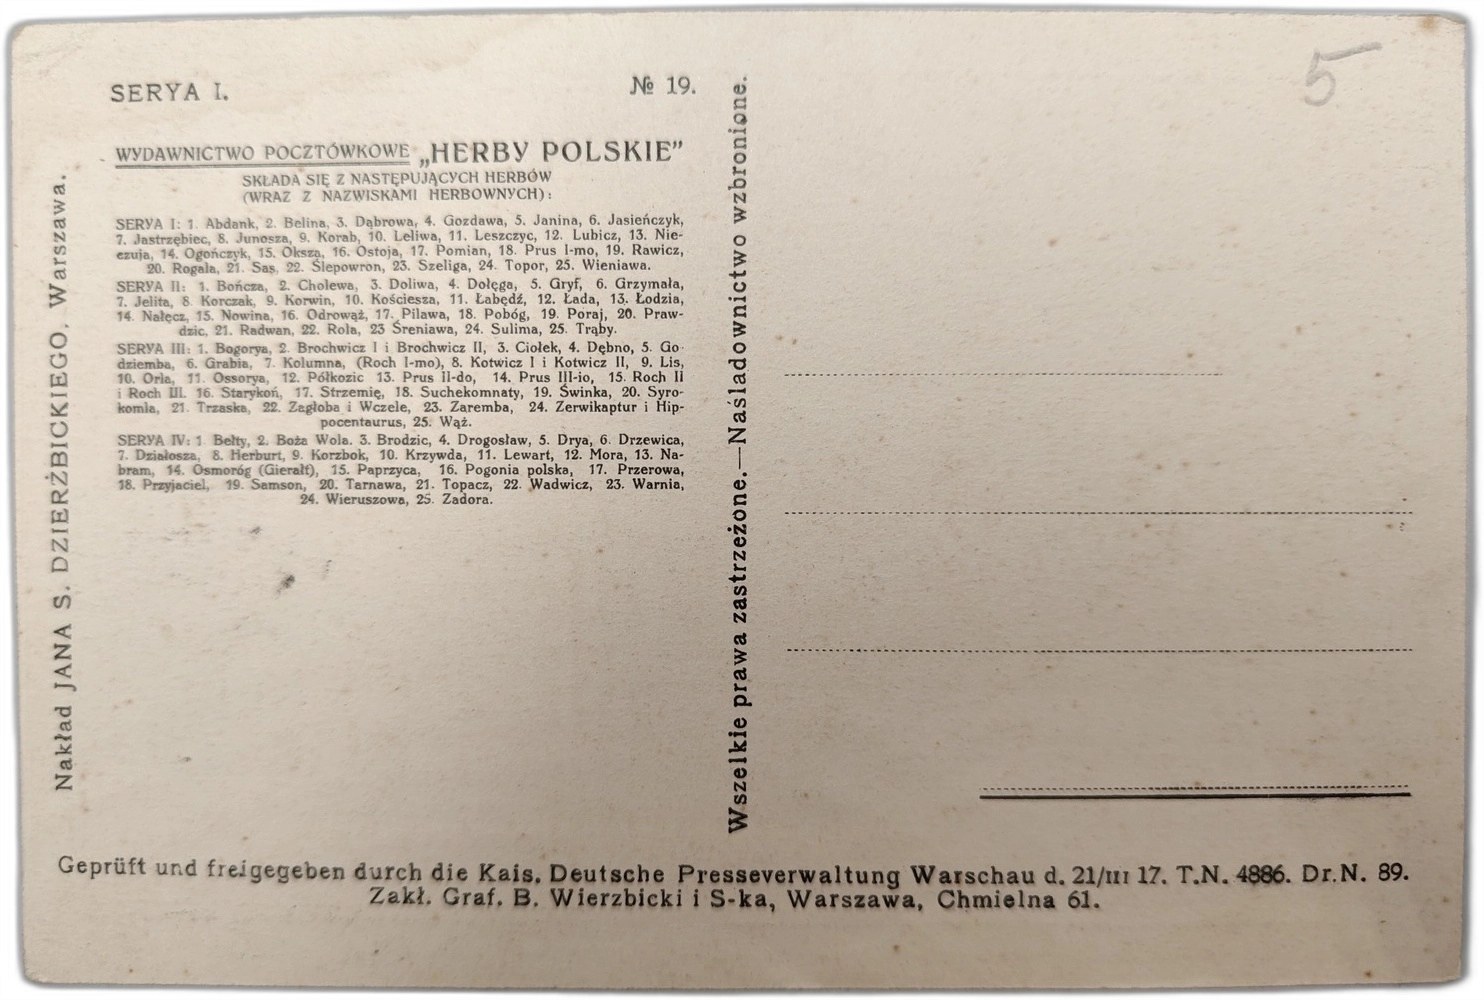 SERYA I.
№ 19.
5
WYDAWNICTWO POCZTÓWKOWE „HERBY POLSKIE”
SKŁADA SIĘ Z NASTĘPUJĄCYCH HERBÓW
(WRAZ Z NAZWISKAMI HERBOWNYCH):
SERYA I: 1. Abdank, 2. Belina, 3. Dąbrowa, 4. Gozdawa, 5. Janina, 6. Jasieńczyk,
7. Jastrzębiec, 8. Junosza, 9. Korab, 10. Leliwa, 11. Leszczyc, 12. Lubicz, 13. Nie-
czuja, 14. Ogończyk, 15. Oksza, 16. Ostoja, 17. Pomian, 18. Prus I-mo, 19. Rawicz,
20. Rogala, 21. Sas, 22. Ślepowron, 23. Szeliga, 24. Topor, 25. Wieniawa.
SERYA II: 1. Bończa, 2. Cholewa, 3. Doliwa, 4. Dołęga, 5. Gryf, 6. Grzymała,
7. Jelita, 8. Korczak, 9. Korwin, 10. Kościesza, 11. Łabędź, 12. Łada, 13. Łodzia,
14. Nałęcz, 15. Nowina, 16. Odrowąż, 17. Pilawa, 18. Pobóg, 19. Poraj, 20. Praw-
dzic, 21. Radwan, 22. Rola, 23 Śreniawa, 24. Sulima, 25. Trąby.
SERYA III: 1. Bogorya, 2. Brochwicz I i Brochwicz II, 3. Ciołek, 4. Dębno, 5. Go-
dziemba, 6. Grabia, 7. Kolumna, (Roch I-mo), 8. Kotwicz I i Kotwicz II, 9. Lis,
10. Orla, 11. Ossorya, 12. Półkozic 13. Prus II-do, 14. Prus III-io, 15. Roch II
i Roch III. 16. Starykoń, 17. Strzemię, 18. Suchekomnaty, 19. Świnka, 20. Syro-
komla, 21. Trzaska, 22. Zagłoba i Wczele, 23. Zaremba, 24. Zerwikaptur i Hip-
pocentaurus, 25. Wąż.
SERYA IV: 1 Bełty, 2. Boża Wola. 3. Brodzic, 4. Drogosław, 5. Drya, 6. Drzewica,
7. Działosza, 8. Herburt, 9. Korzbok, 10. Krzywda, 11. Lewart, 12. Mora, 13. Na-
bram, 14. Osmoróg (Gierałt), 15. Paprzyca, 16. Pogonia polska, 17. Przerowa,
18. Przyjaciel, 19. Samson, 20. Tarnawa, 21. Topacz, 22. Wadwicz, 23. Warnia,
24. Wieruszowa, 25. Zadora.
Nakład JANA S. DZIERŻBICKIEGO, Warszawa.
Wszelkie prawa zastrzeżone.—Naśladownictwo wzbronione.
Geprüft und freigegeben durch die Kais. Deutsche Presseverwaltung Warschau d. 21/III 17. T.N. 4886. Dr.N. 89.
Zakł. Graf. B. Wierzbicki i S-ka, Warszawa, Chmielna 61.